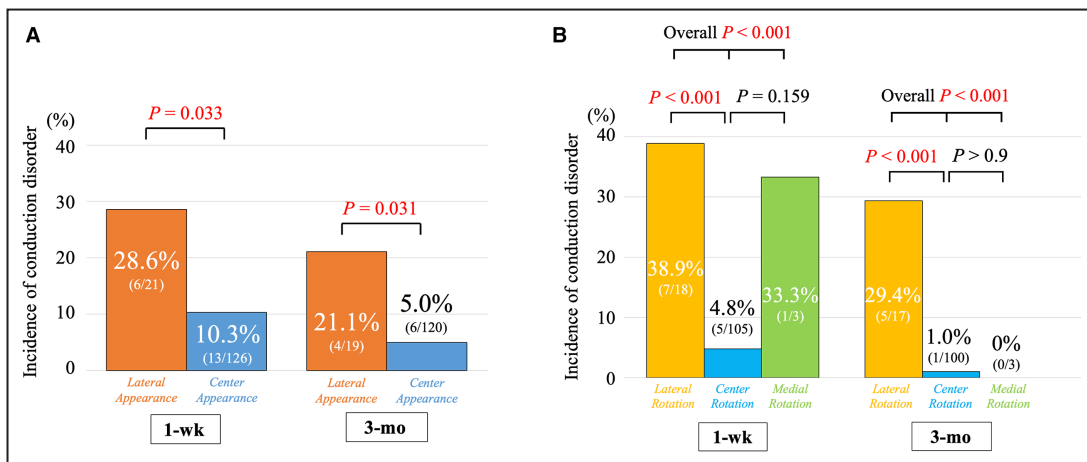 A
Incidence of conduction disorder
(%)
40
30
20
10
0
P = 0.033
P = 0.031
28.6%
(6/21)
10.3%
(13/126)
21.1%
(4/19)
5.0%
(6/120)
Lateral
Appearance
Center
Appearance
Lateral
Appearance
Center
Appearance
1-wk
3-mo
B
Incidence of conduction disorder
(%)
40
30
20
10
0
Overall P < 0.001
P < 0.001
P = 0.159
Overall P < 0.001
P < 0.001
P > 0.9
38.9%
(7/18)
4.8%
(5/105)
33.3%
(1/3)
29.4%
(5/17)
1.0%
(1/100)
0%
(0/3)
Lateral
Rotation
Center
Rotation
Medial
Rotation
Lateral
Rotation
Center
Rotation
Medial
Rotation
1-wk
3-mo